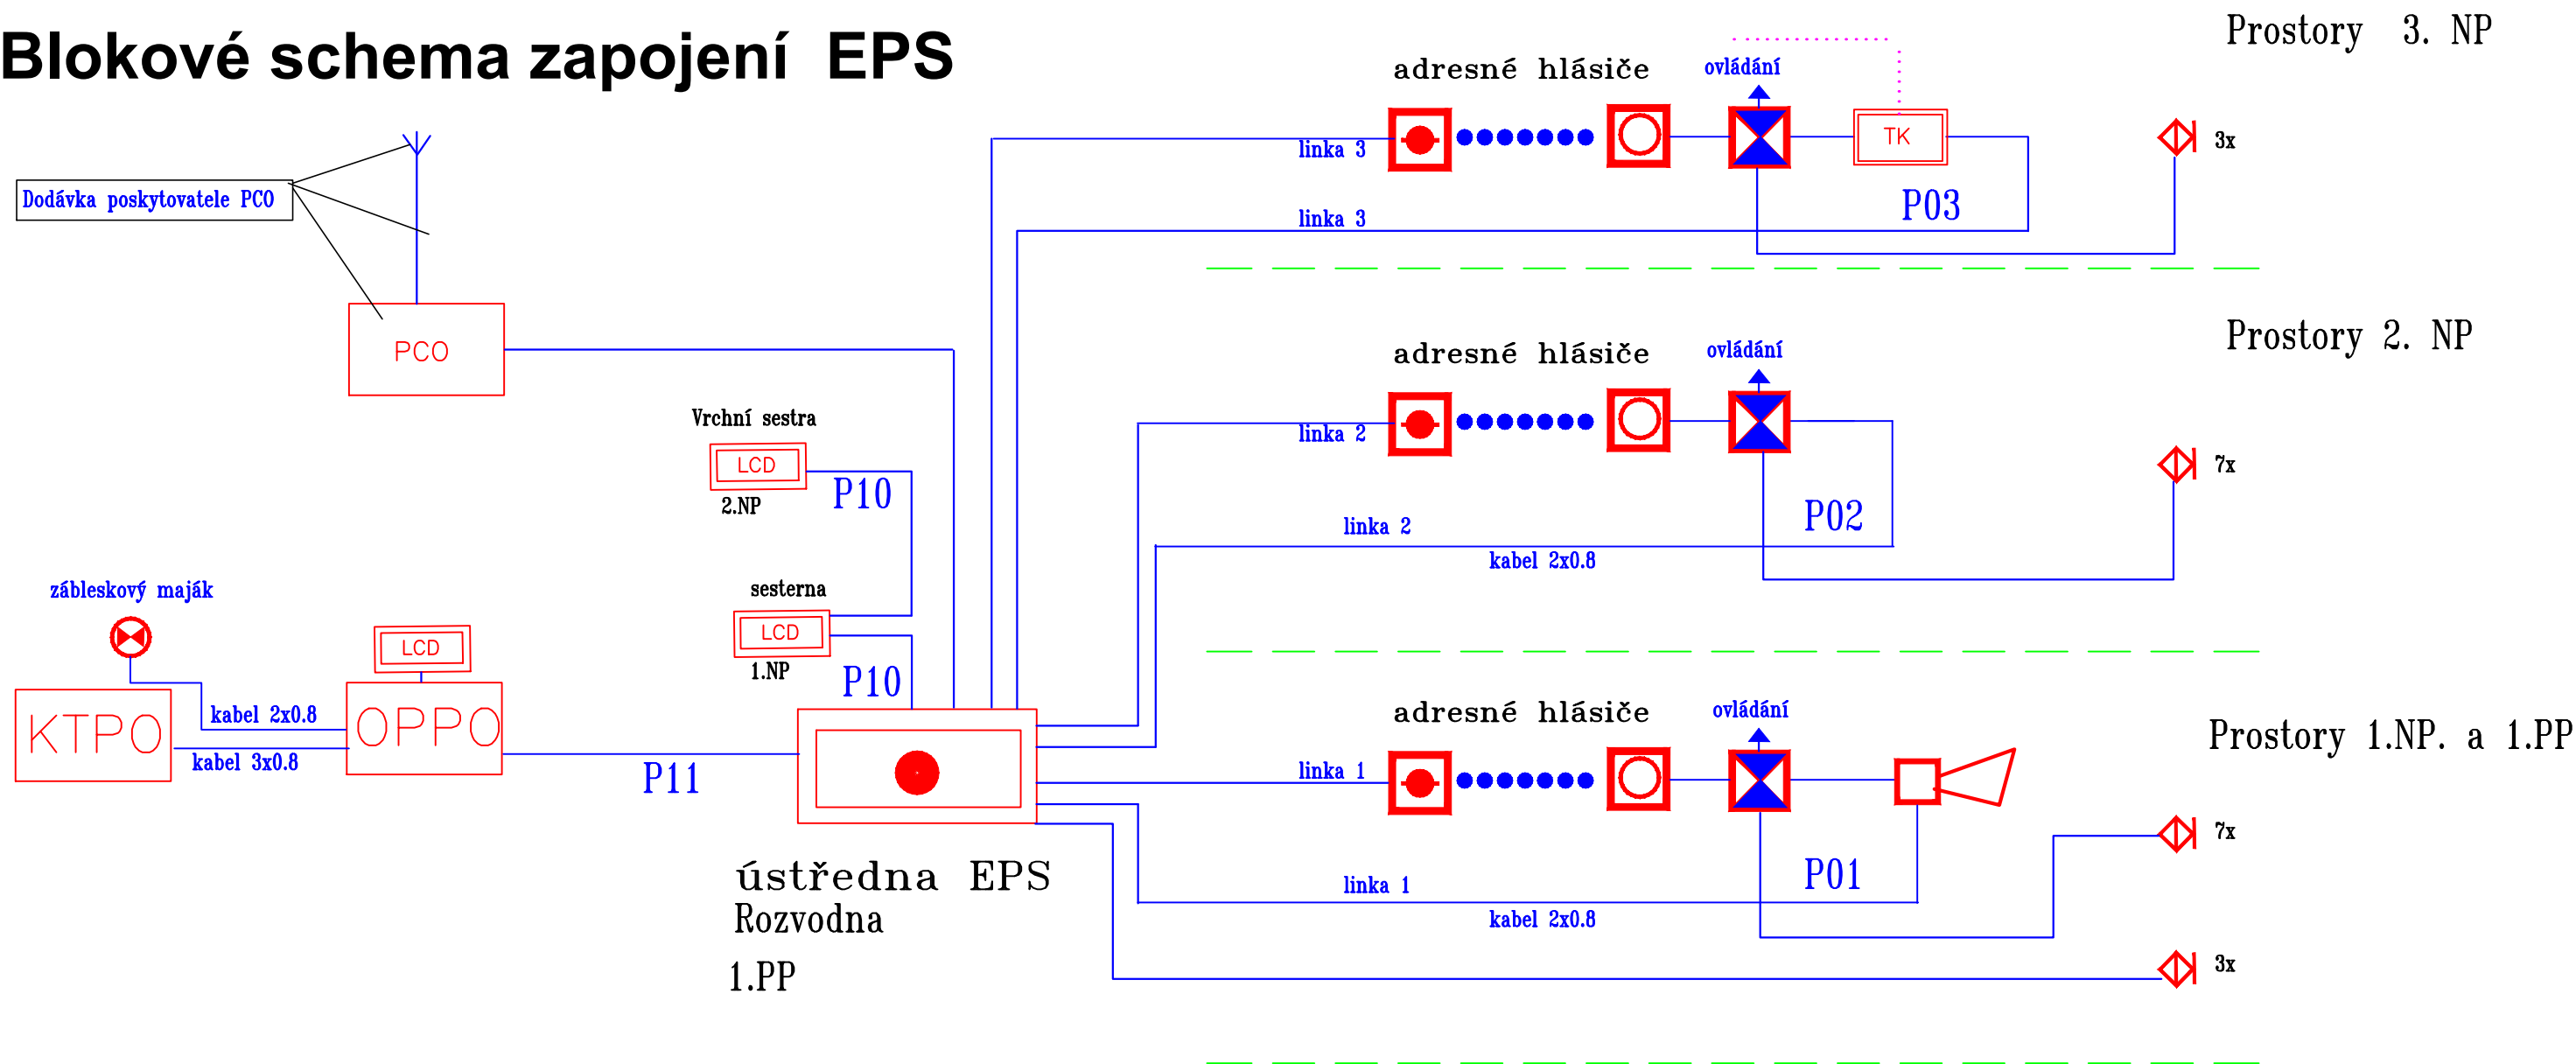 Blokové schema zapojení EPS
Prostory 3. NP
adresné hlásiče
ovládání
linka 3
TK
3x
P03
linka 3
Dodávka poskytovatele PCO
PCO
Prostory 2. NP
adresné hlásiče
ovládání
linka 2
7x
P02
linka 2
kabel 2x0.8
Vrchní sestra
LCD
2.NP
P10
sesterna
LCD
1.NP
P10
zábleskový maják
LCD
KTPO
kabel 2x0.8
kabel 3x0.8
OPPO
P11
ústředna EPS
Rozvodna
1.PP
Prostory 1.NP. a 1.PP
adresné hlásiče
ovládání
linka 1
7x
P01
linka 1
kabel 2x0.8
3x